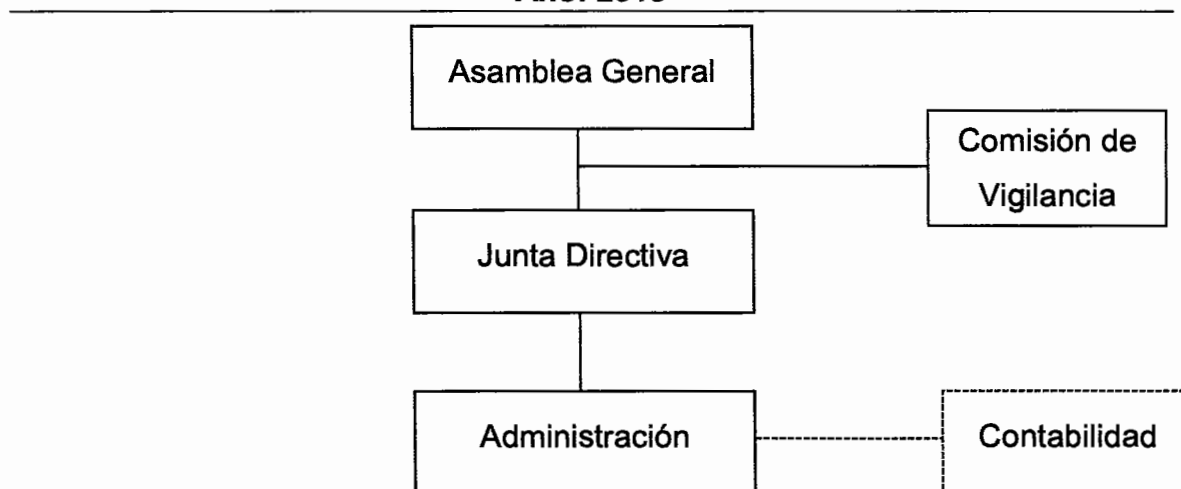 Asamblea General
Comisión de
Vigilancia
Junta Directiva
Administración
Contabilidad